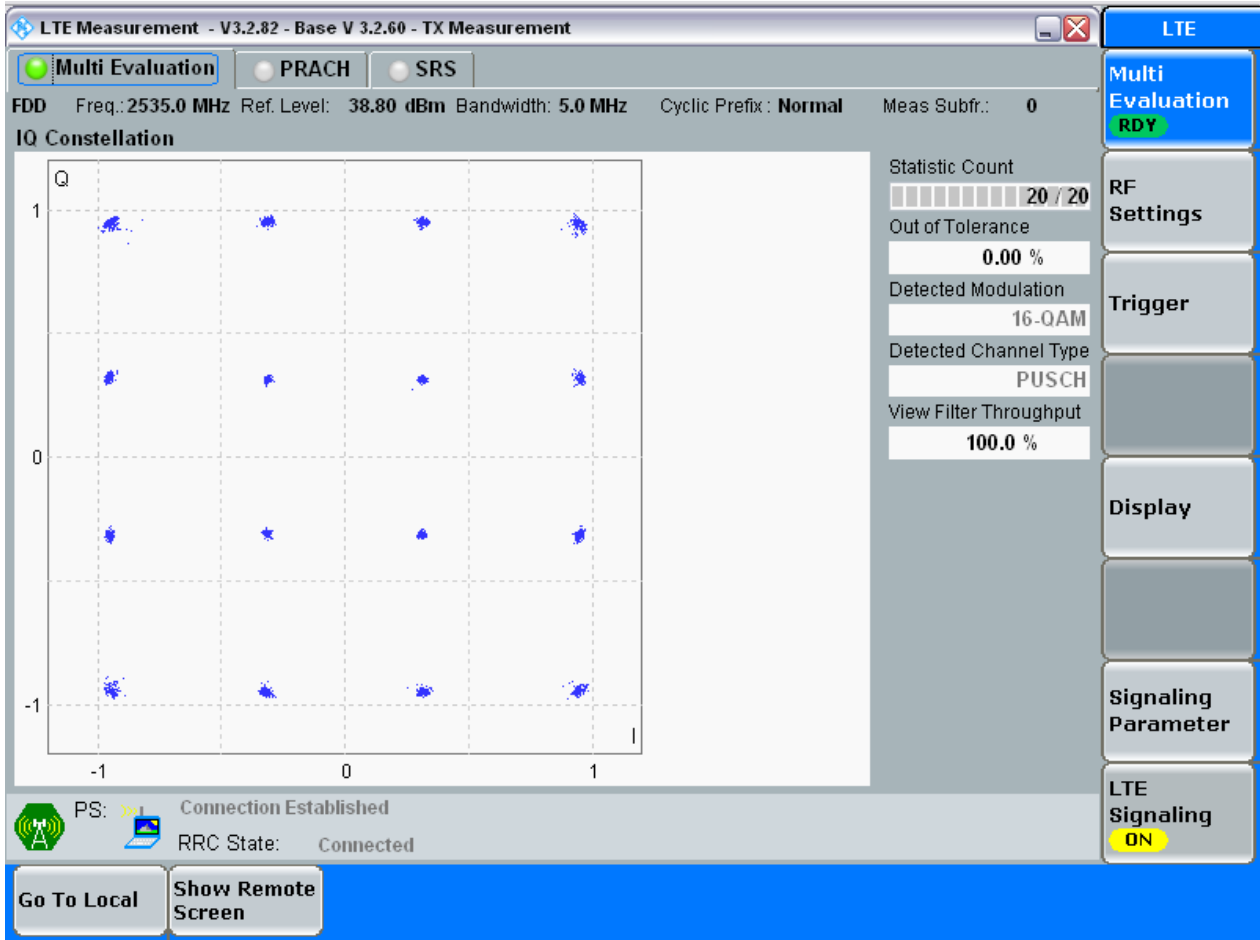 LTE Measurement - V3.2.82 - Base V 3.2.60 - TX Measurement
LTE
Multi Evaluation PRACH SRS
Multi
Evaluation
RDY
FDD Freq.: 2535.0 MHz Ref. Level: 38.80 dBm Bandwidth: 5.0 MHz Cyclic Prefix : Normal Meas Subfr.: 0
IQ Constellation
Q
1
0
-1
I
-1 0 1
Statistic Count
20 / 20
Out of Tolerance
0.00 %
Detected Modulation
16-QAM
Detected Channel Type
PUSCH
View Filter Throughput
100.0 %
RF
Settings
Trigger
Display
Signaling
Parameter
LTE
Signaling
ON
PS: Connection Established
RRC State: Connected
Go To Local
Show Remote
Screen